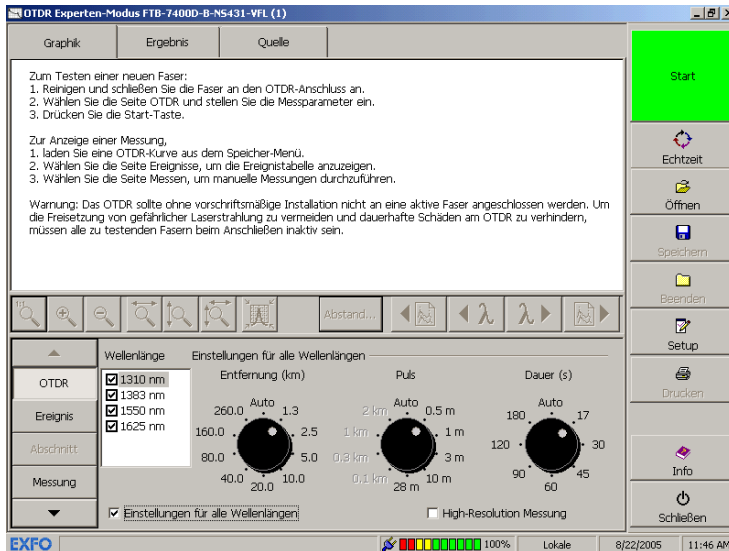 OTDR Experten-Modus FTB-7400D-B-NS431-VFL (1)
Graphik
Ergebnis
Quelle
Zum Testen einer neuen Faser:
1. Reinigen und schließen Sie die Faser an den OTDR-Anschluss an.
2. Wählen Sie die Seite OTDR und stellen Sie die Messparameter ein.
3. Drücken Sie die Start-Taste.
Zur Anzeige einer Messung,
1. laden Sie eine OTDR-Kurve aus dem Speicher-Menü.
2. Wählen Sie die Seite Ereignisse, um die Ereignistabelle anzuzeigen.
3. Wählen Sie die Seite Messen, um manuelle Messungen durchzuführen.
Warnung: Das OTDR sollte ohne vorschriftsmäßige Installation nicht an eine aktive Faser angeschlossen werden. Um
die Freisetzung von gefährlicher Laserstrahlung zu vermeiden und dauerhafte Schäden am OTDR zu verhindern,
müssen alle zu testenden Fasern beim Anschließen inaktiv sein.
Start
Echtzeit
Öffnen
Speichern
Beenden
Setup
Drucken
Info
Schließen
1:1
Abstand...
λ
λ
OTDR
Ereignis
Abschnitt
Messung
Wellenlänge
1310 nm
1383 nm
1550 nm
1625 nm
Einstellungen für alle Wellenlängen
Entfernung (km)
Auto
260.0
1.3
160.0
2.5
80.0
5.0
40.0
10.0
20.0
Puls
Auto
2 km
0.5 m
1 km
1 m
0.3 km
3 m
0.1 km
10 m
28 m
Dauer (s)
Auto
180
17
120
30
90
45
60
Einstellungen für alle Wellenlängen
High-Resolution Messung
EXFO
100%
Lokale
8/22/2005
11:46 AM